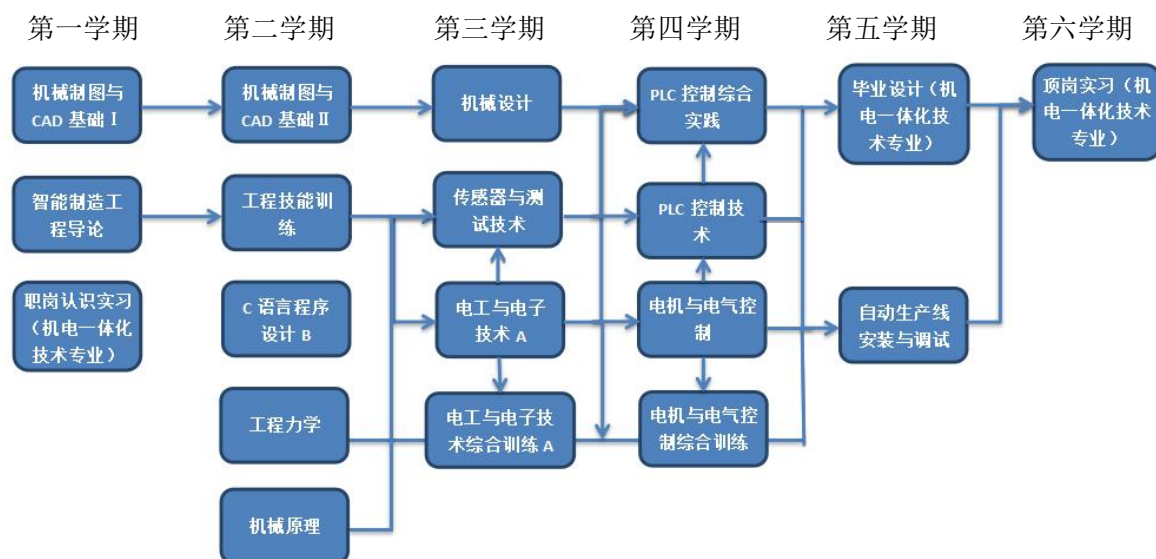 第一学期
第二学期
第三学期
第四学期
第五学期
第六学期
机械制图与
CAD 基础Ⅰ
机械制图与
CAD 基础Ⅱ
机械设计
PLC 控制综合
实践
毕业设计（机
电一体化技
术专业）
顶岗实习（机
电一体化技术
专业）
智能制造工
程导论
工程技能训
练
传感器与测
试技术
PLC 控制技
术
职岗认识实习
（机电一体化
技术专业）
C 语言程序
设计 B
电工与电子
技术 A
电机与电气控
制
自动生产线
安装与调试
工程力学
电工与电子技
术综合训练 A
电机与电气控
制综合训练
机械原理